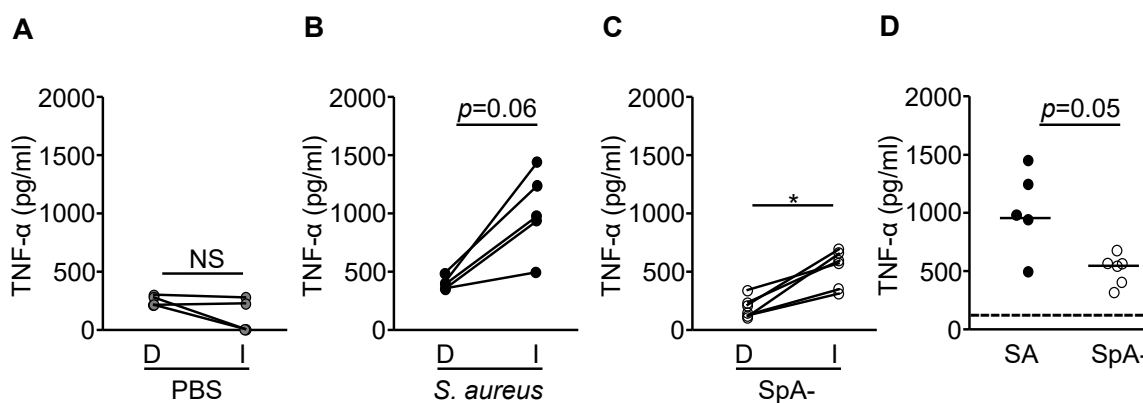 A
TNF-α (pg/ml)
2000
1500
1000
500
0
NS
D I
PBS
B
TNF-α (pg/ml)
2000
1500
1000
500
0
p=0.06
D I
S. aureus
C
TNF-α (pg/ml)
2000
1500
1000
500
0
*
D I
SpA-
D
TNF-α (pg/ml)
2000
1500
1000
500
0
p=0.05
SA SpA-